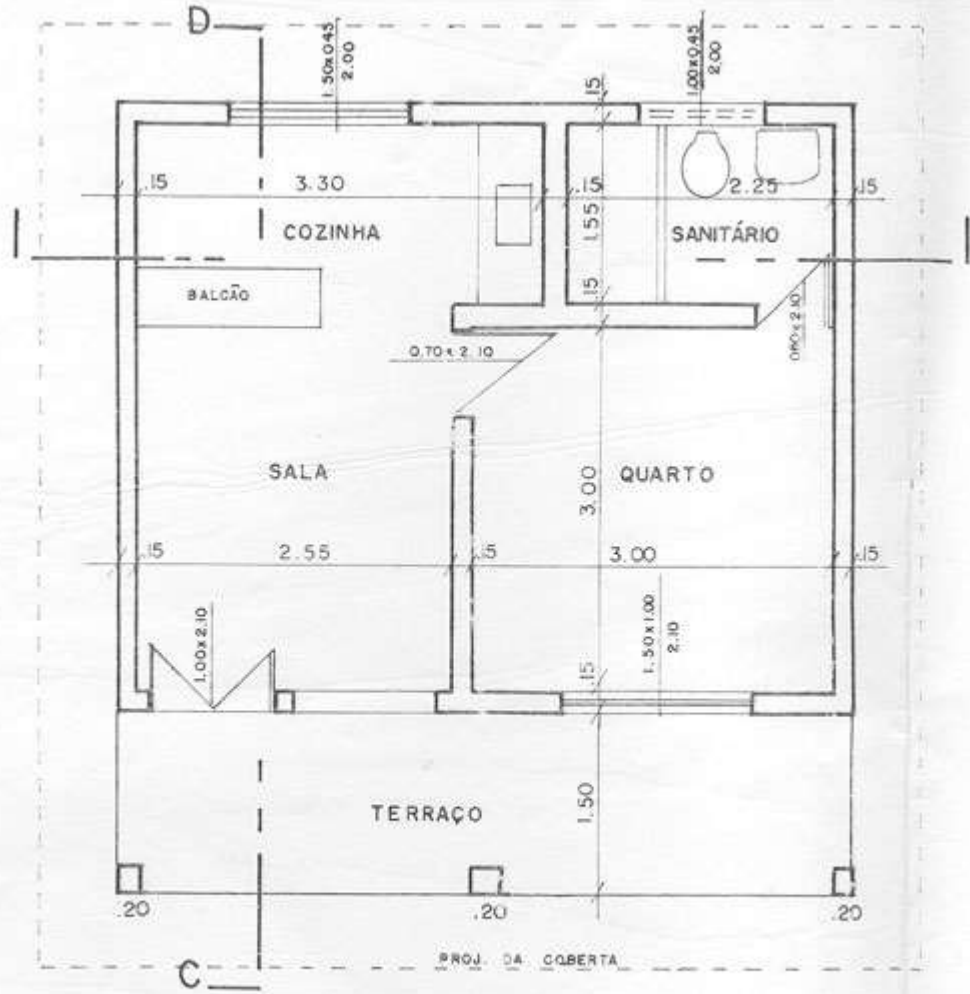 D
1.50x0.45
2.00
1.00x0.45
2.00
.15
.15
3.30
.15
2.25
.15
1.55
COZINHA
SANITÁRIO
BALCÃO
.15
0.60x2.10
0.70x2.10
SALA
QUARTO
3.00
.15
2.55
.15
3.00
.15
1.00x2.10
1.50x1.00
2.10
.15
TERRAÇO
1.50
.20
.20
.20
PROJ. DA COBERTA
C